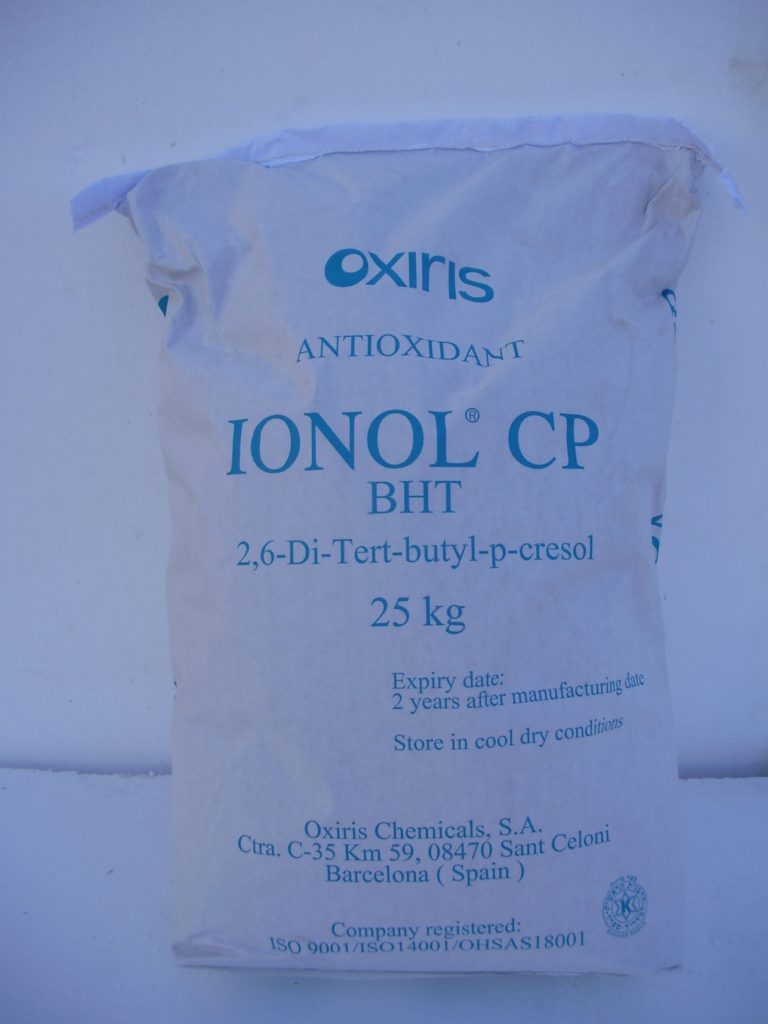 OXIRIS
ANTIOXIDANT
IONOL® CP
BHT
2,6-Di-Tert-butyl-p-cresol
25 kg
Expiry date:
2 years after manufacturing date
Store in cool dry conditions
Oxiris Chemicals, S.A.
Ctra. C-35 Km 59, 08470 Sant Celoni
Barcelona ( Spain )
K
Company registered:
ISO 9001/ISO14001/OHSAS18001